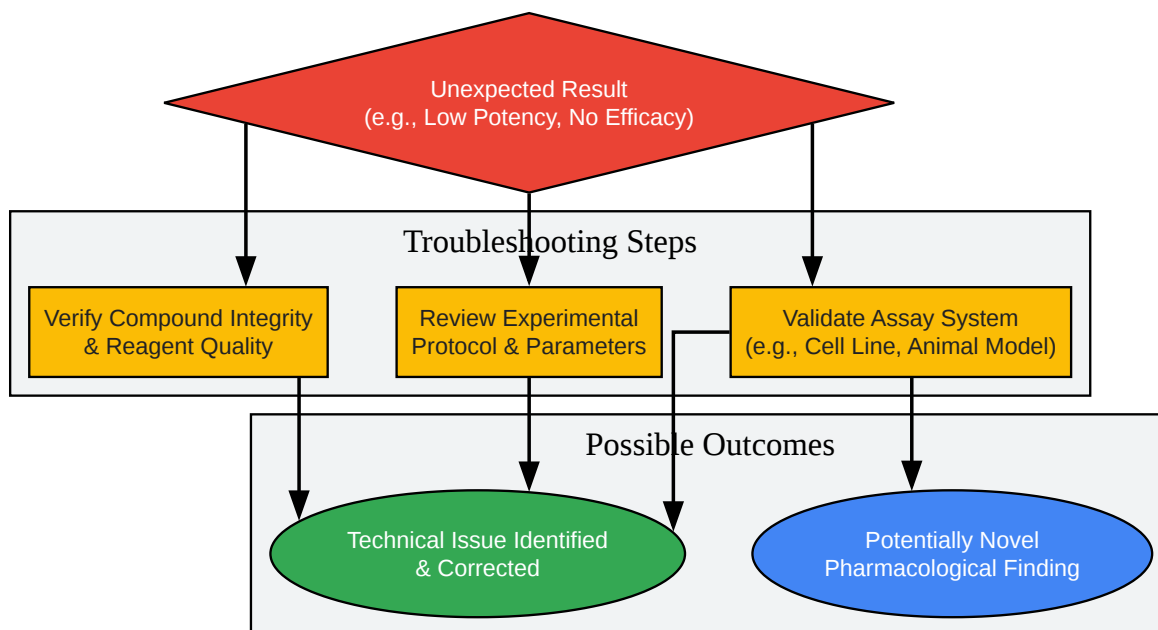 Unexpected Result
(e.g., Low Potency, No Efficacy)
Troubleshooting Steps
Verify Compound Integrity
& Reagent Quality
Review Experimental
Protocol & Parameters
Validate Assay System
(e.g., Cell Line, Animal Model)
Possible Outcomes
Technical Issue Identified
& Corrected
Potentially Novel
Pharmacological Finding